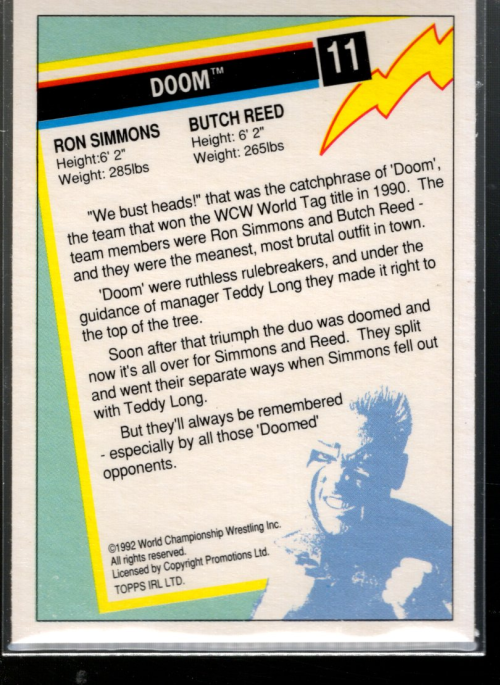 DOOM™
11
RON SIMMONS
Height:6' 2"
Weight: 285lbs
BUTCH REED
Height: 6' 2"
Weight: 265lbs
"We bust heads!" that was the catchphrase of 'Doom',
the team that won the WCW World Tag title in 1990. The
team members were Ron Simmons and Butch Reed -
and they were the meanest, most brutal outfit in town.
'Doom' were ruthless rulebreakers, and under the
guidance of manager Teddy Long they made it right to
the top of the tree.
Soon after that triumph the duo was doomed and
now it's all over for Simmons and Reed. They split
and went their separate ways when Simmons fell out
with Teddy Long.
But they'll always be remembered
- especially by all those 'Doomed'
opponents.
©1992 World Championship Wrestling Inc.
All rights reserved.
Licensed by Copyright Promotions Ltd.
TOPPS IRL LTD.